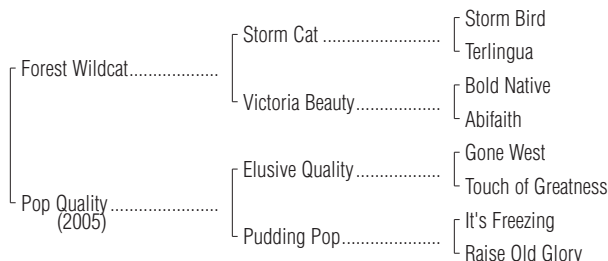 Storm Bird
Storm Cat ..........................
Terlingua
Forest Wildcat...................
Bold Native
Victoria Beauty...................
Abifaith
Gone West
Elusive Quality ...................
Touch of Greatness
Pop Quality .......................
(2005)
It's Freezing
Pudding Pop......................
Raise Old Glory